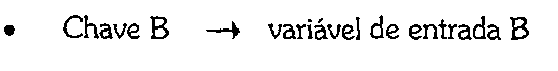 • Chave B → variável de entrada B